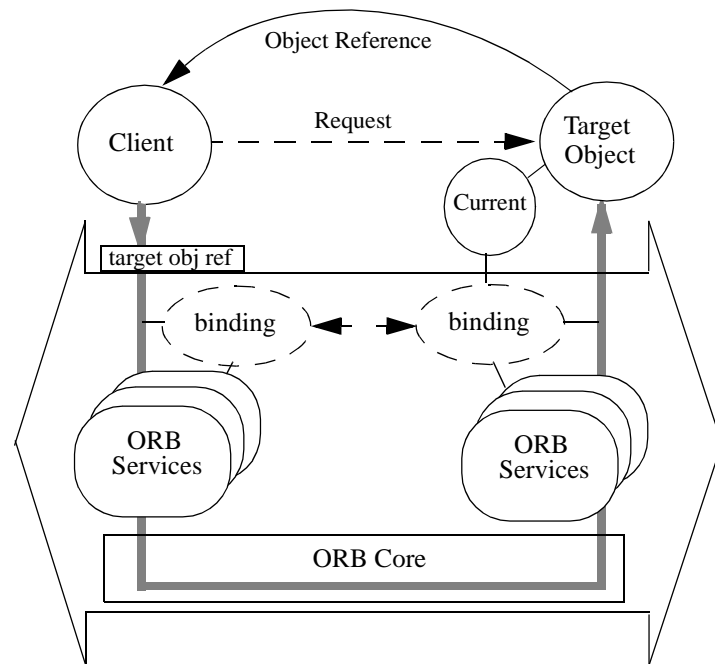 Object Reference
Client
Request
Target
Object
Current
target obj ref
binding
binding
ORB
Services
ORB
Services
ORB Core